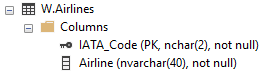 W.Airlines
Columns
IATA_Code (PK, nchar(2), not null)
Airline (nvarchar(40), not null)